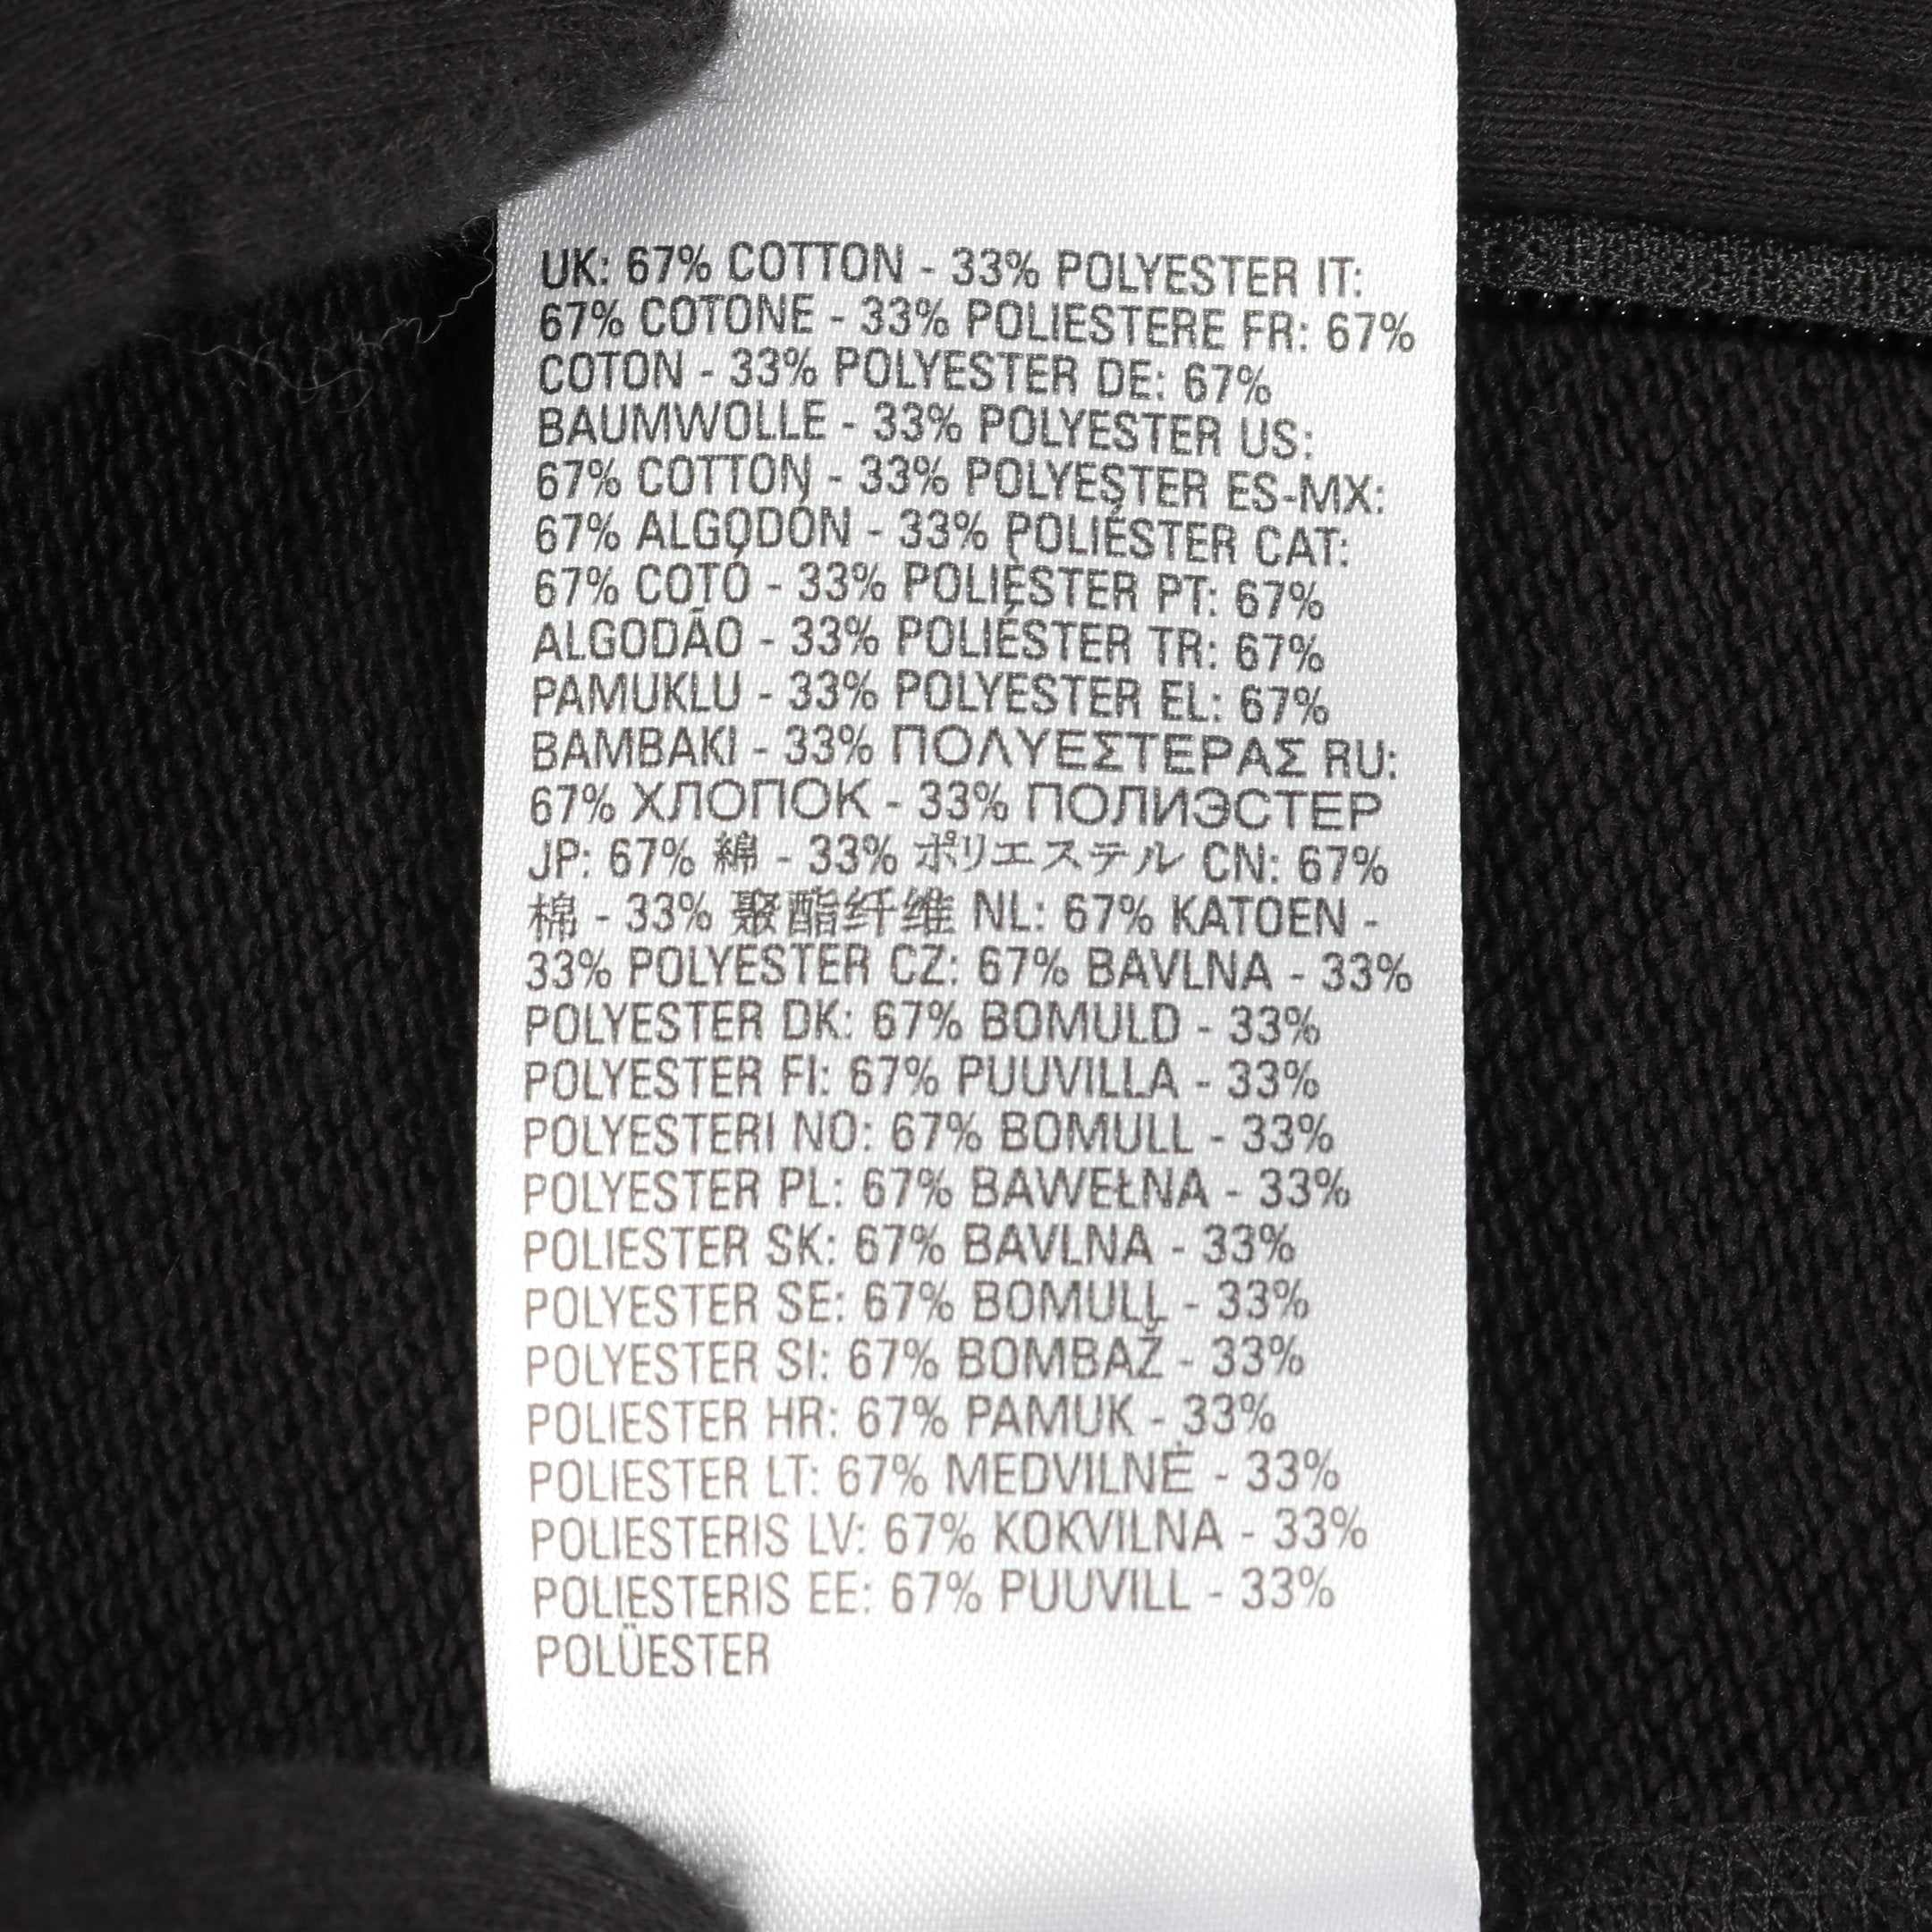 UK: 67% COTTON - 33% POLYESTER IT:
67% COTONE - 33% POLIESTERE FR: 67%
COTON - 33% POLYESTER DE: 67%
BAUMWOLLE - 33% POLYESTER US:
67% COTTON - 33% POLYESTER ES-MX:
67% ALGODÓN - 33% POLIÉSTER CAT:
67% COTÓ - 33% POLIÈSTER PT: 67%
ALGODÃO - 33% POLIÉSTER TR: 67%
PAMUKLU - 33% POLYESTER EL: 67%
BAMBAKI - 33% ΠΟΛΥΕΣΤΕΡΑΣ RU:
67% ХЛОПОК - 33% ПОЛИЭСТЕР
JP: 67% 綿 - 33% ポリエステル CN: 67%
棉 - 33% 聚酯纤维 NL: 67% KATOEN -
33% POLYESTER CZ: 67% BAVLNA - 33%
POLYESTER DK: 67% BOMULD - 33%
POLYESTER FI: 67% PUUVILLA - 33%
POLYESTERI NO: 67% BOMULL - 33%
POLYESTER PL: 67% BAWEŁNA - 33%
POLIESTER SK: 67% BAVLNA - 33%
POLYESTER SE: 67% BOMULL - 33%
POLYESTER SI: 67% BOMBAŽ - 33%
POLIESTER HR: 67% PAMUK - 33%
POLIESTER LT: 67% MEDVILNĖ - 33%
POLIESTERIS LV: 67% KOKVILNA - 33%
POLIESTERIS EE: 67% PUUVILL - 33%
POLÜESTER